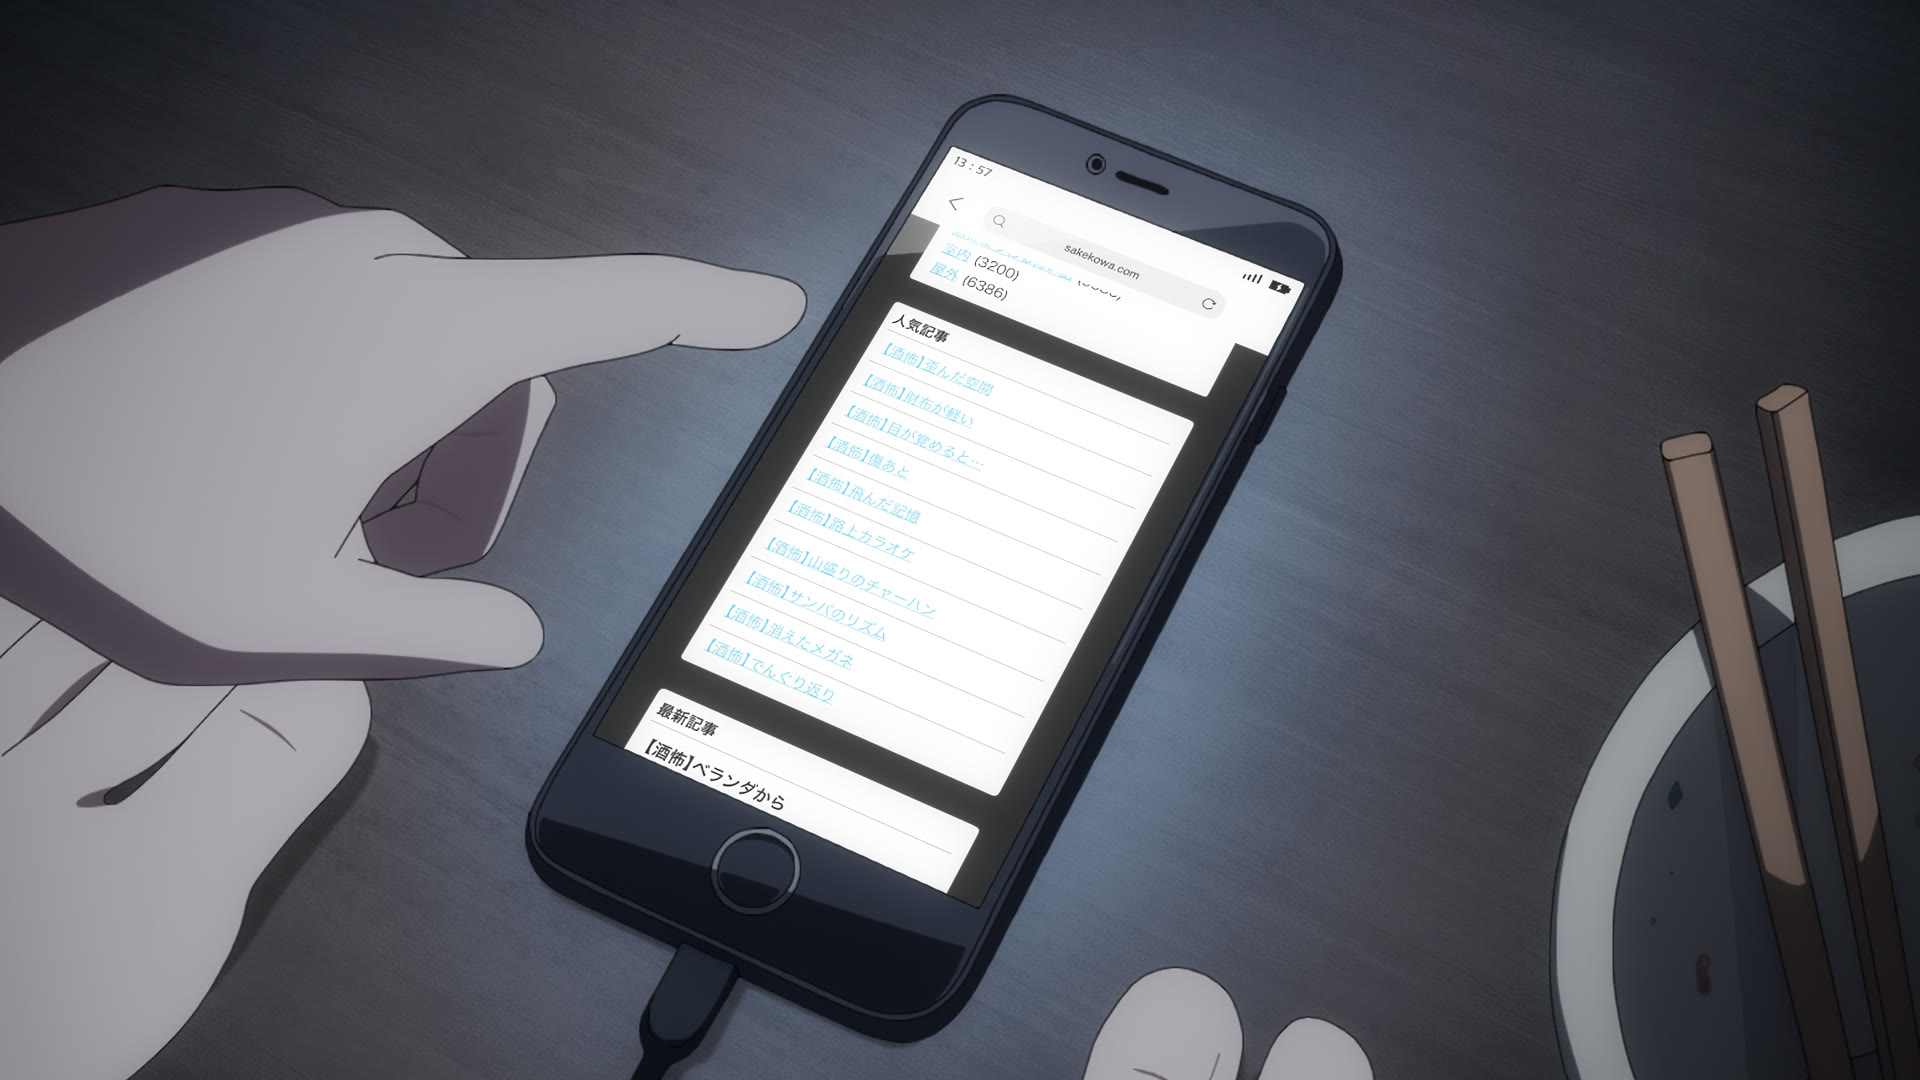 13:57
sakekowa.com
室内 (3200)
屋外 (6386)
人気記事
【酒怖】歪んだ空間
【酒怖】財布が軽い
【酒怖】目が覚めると…
【酒怖】傷あと
【酒怖】飛んだ記憶
【酒怖】路上カラオケ
【酒怖】山盛りのチャーハン
【酒怖】サンバのリズム
【酒怖】消えたメガネ
【酒怖】でんぐり返り
最新記事
【酒怖】ベランダから